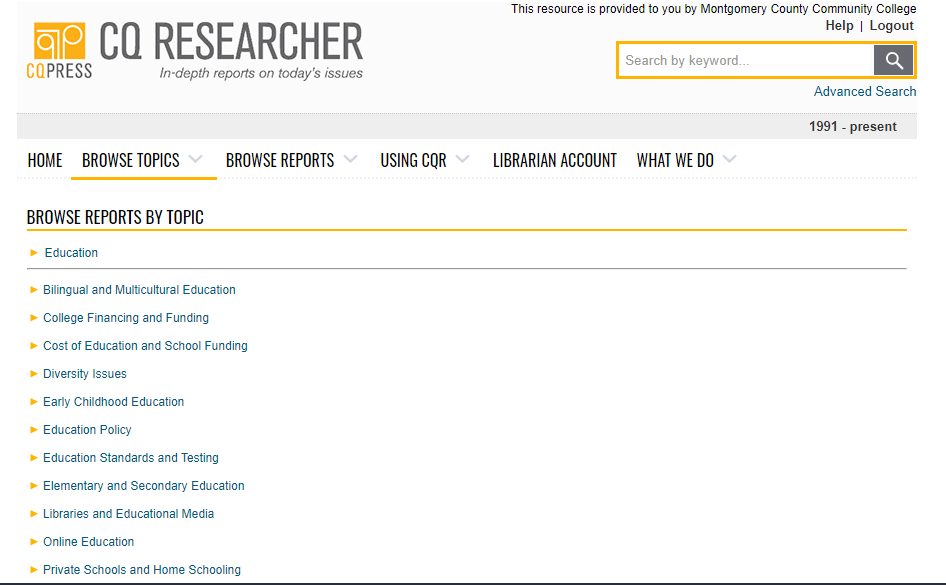 This resource is provided to you by Montgomery County Community College
Help | Logout
CQPRESS
CQ RESEARCHER
In-depth reports on today's issues
Search by keyword...
Advanced Search
1991 - present
HOME BROWSE TOPICS BROWSE REPORTS USING CQR LIBRARIAN ACCOUNT WHAT WE DO
BROWSE REPORTS BY TOPIC
Education
Bilingual and Multicultural Education
College Financing and Funding
Cost of Education and School Funding
Diversity Issues
Early Childhood Education
Education Policy
Education Standards and Testing
Elementary and Secondary Education
Libraries and Educational Media
Online Education
Private Schools and Home Schooling